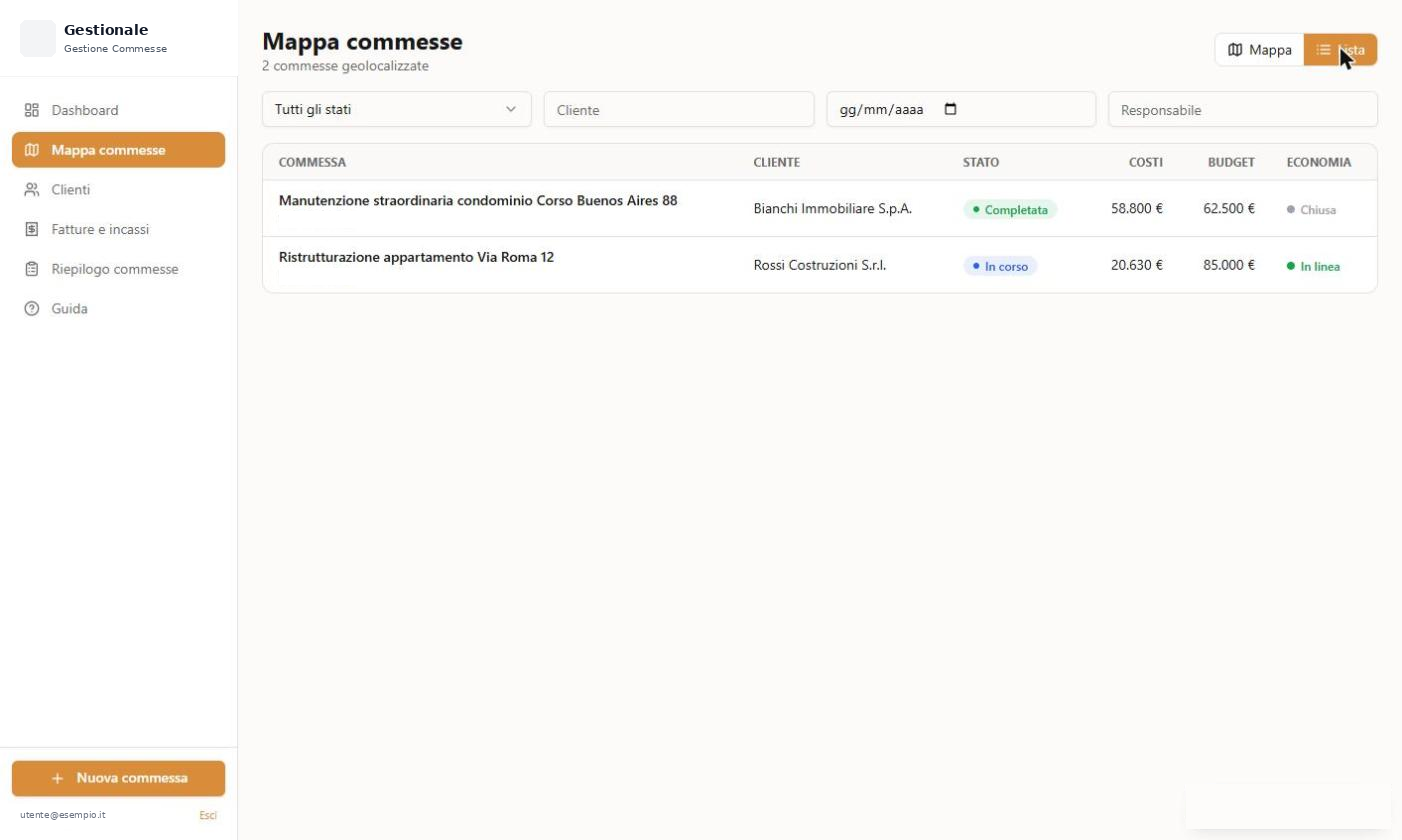 Gestionale
Gestione Commesse
Dashboard
Mappa commesse
Clienti
Fatture e incassi
Riepilogo commesse
Guida
Nuova commessa
utente@esempio.it Esci
Mappa commesse
2 commesse geolocalizzate
Mappa
Tutti gli stati Cliente gg/mm/aaaa Responsabile
COMMESSA CLIENTE STATO COSTI BUDGET ECONOMIA
Manutenzione straordinaria condominio Corso Buenos Aires 88 Bianchi Immobiliare S.p.A. Completata 58.800 € 62.500 € Chiusa
Ristrutturazione appartamento Via Roma 12 Rossi Costruzioni S.r.l. In corso 20.630 € 85.000 € In linea